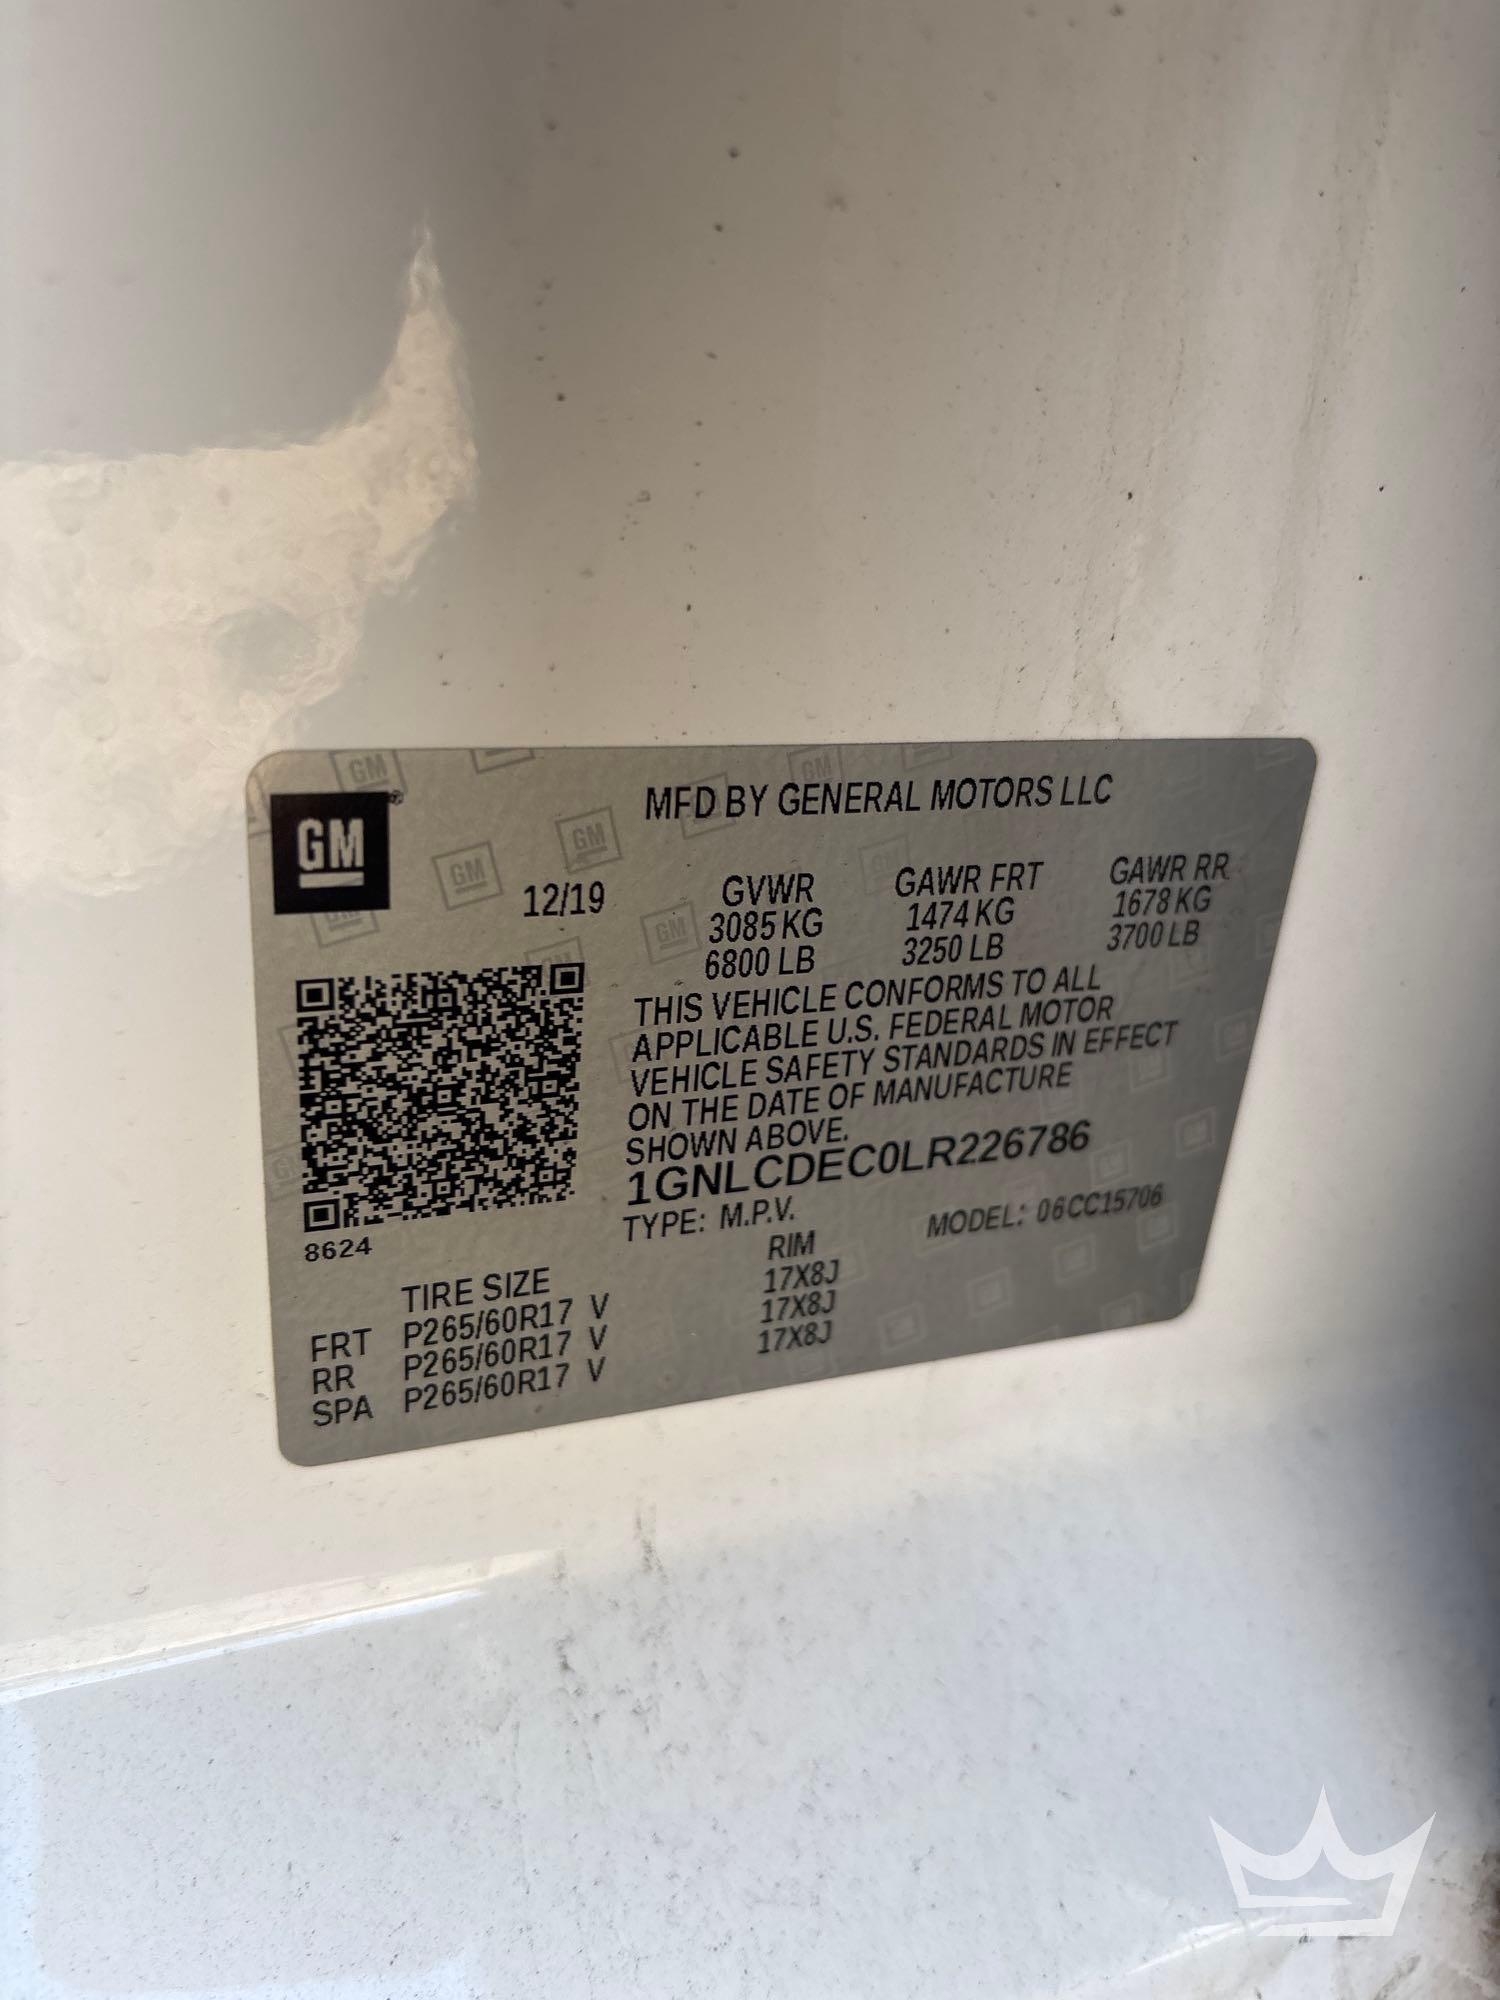 GM
MFD BY GENERAL MOTORS LLC
12/19
GVWR GAWR FRT GAWR RR
3085 KG 1474 KG 1678 KG
6800 LB 3250 LB 3700 LB
THIS VEHICLE CONFORMS TO ALL
APPLICABLE U.S. FEDERAL MOTOR
VEHICLE SAFETY STANDARDS IN EFFECT
ON THE DATE OF MANUFACTURE
SHOWN ABOVE.
1GNLCDEC0LR226786
TYPE: M.P.V. MODEL: 06CC15706
8624
TIRE SIZE RIM
FRT P265/60R17 V 17X8J
RR P265/60R17 V 17X8J
SPA P265/60R17 V 17X8J